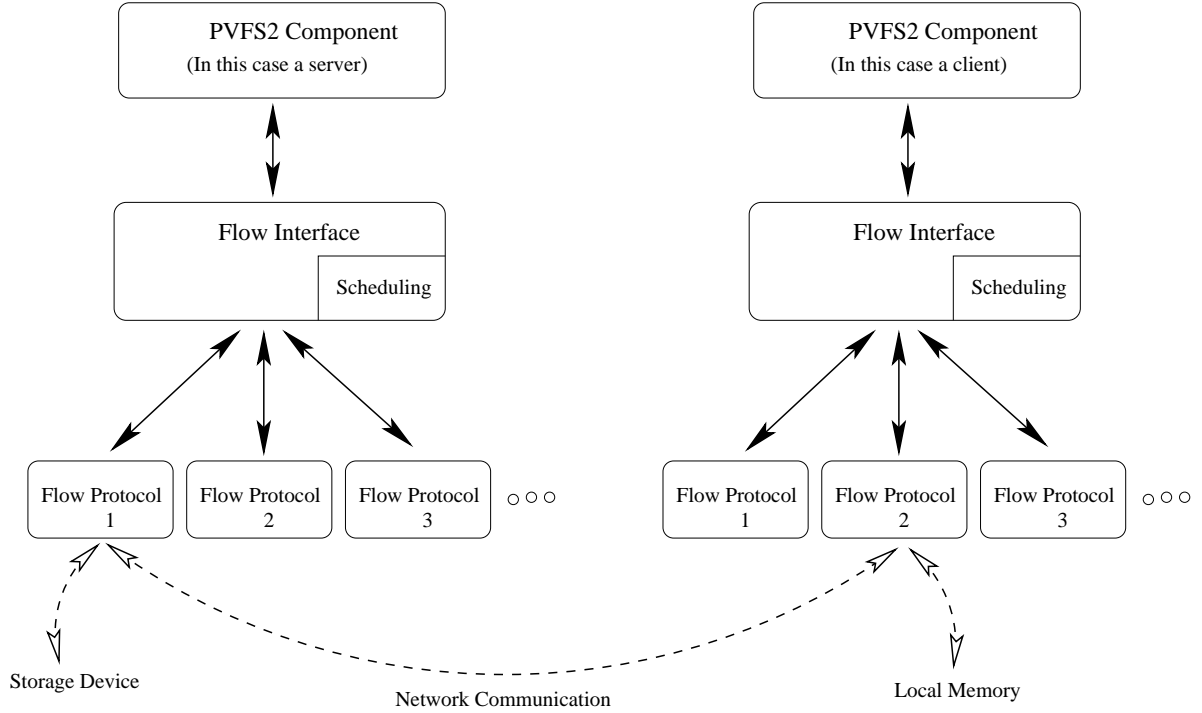 PVFS2 Component
(In this case a server)
PVFS2 Component
(In this case a client)
Flow Interface
Scheduling
Flow Interface
Scheduling
Flow Protocol
1
Flow Protocol
2
Flow Protocol
3
Flow Protocol
1
Flow Protocol
2
Flow Protocol
3
Storage Device
Network Communication
Local Memory